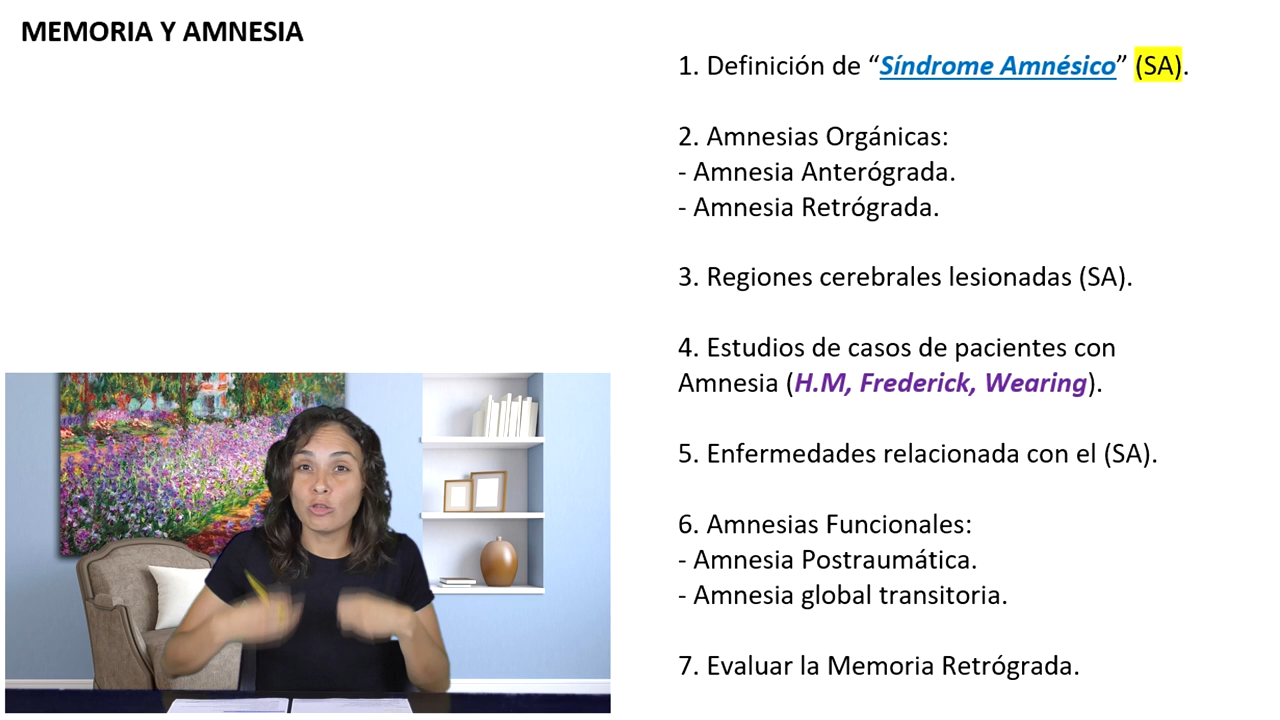 MEMORIA Y AMNESIA
1. Definición de “Síndrome Amnésico” (SA).
2. Amnesias Orgánicas:
- Amnesia Anterógrada.
- Amnesia Retrógrada.
3. Regiones cerebrales lesionadas (SA).
4. Estudios de casos de pacientes con
Amnesia (H.M, Frederick, Wearing).
5. Enfermedades relacionada con el (SA).
6. Amnesias Funcionales:
- Amnesia Postraumática.
- Amnesia global transitoria.
7. Evaluar la Memoria Retrógrada.